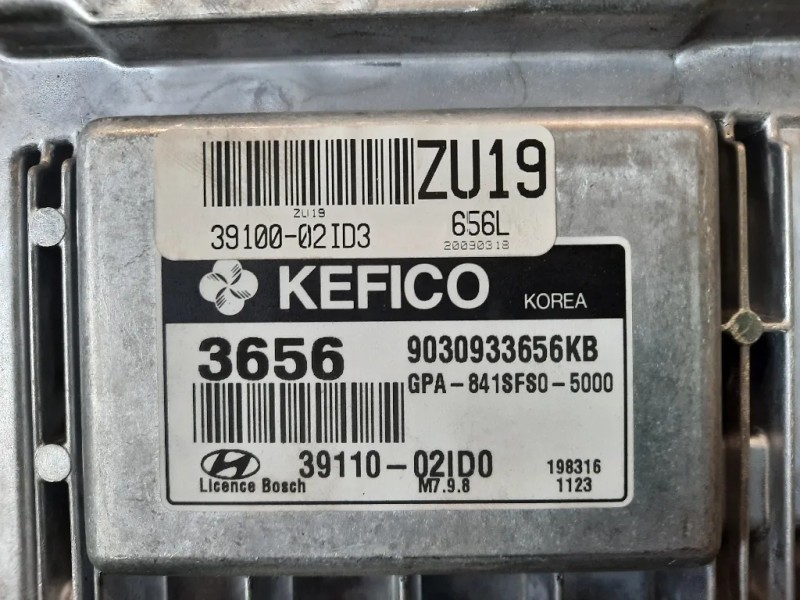 ZU19
ZU19
39100-02ID3 656L
20090318
KEFICO KOREA
3656 9030933656KB
GPA-841SFS0-5000
39110-02ID0 198316
Licence Bosch M7.9.8 1123